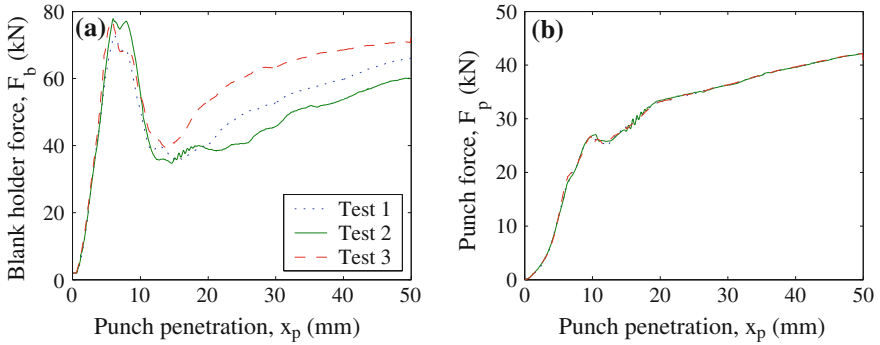 (a)
Blank holder force, F_b (kN)
80
60
40
20
0
0 10 20 30 40 50
Punch penetration, x_p (mm)
Test 1
Test 2
Test 3
(b)
Punch force, F_p (kN)
50
40
30
20
10
0
0 10 20 30 40 50
Punch penetration, x_p (mm)